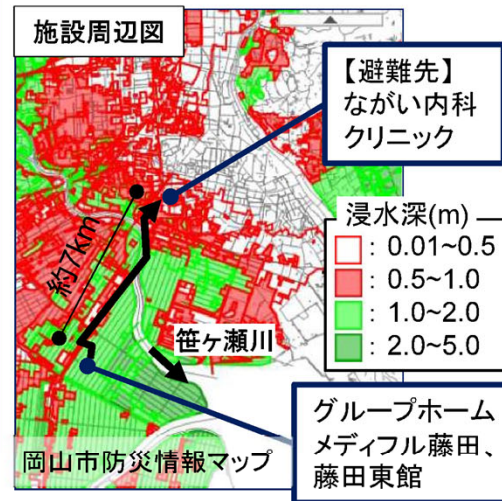 施設周辺図
【避難先】
ながい内科
クリニック
約7km
浸水深(m)
: 0.01~0.5
: 0.5~1.0
: 1.0~2.0
: 2.0~5.0
笹ヶ瀬川
グループホーム
メディフル藤田、
藤田東館
岡山市防災情報マップ